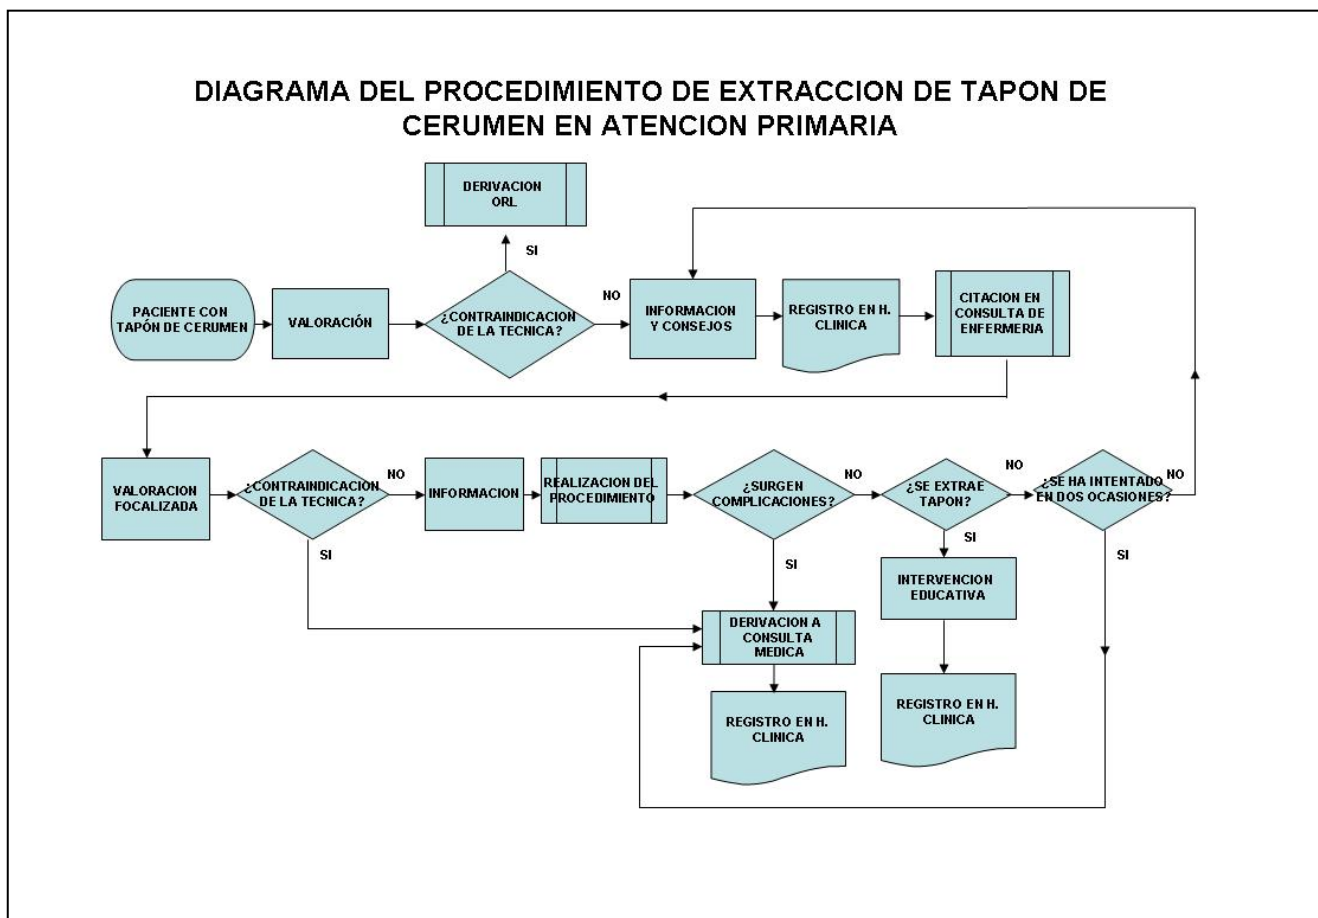 DIAGRAMA DEL PROCEDIMIENTO DE EXTRACCION DE TAPON DE
CERUMEN EN ATENCION PRIMARIA
DERIVACION
ORL
SI
PACIENTE CON
TAPÓN DE CERUMEN
VALORACIÓN
¿CONTRAINDICACION
DE LA TECNICA?
NO
INFORMACION
Y CONSEJOS
REGISTRO EN H.
CLINICA
CITACION EN
CONSULTA DE
ENFERMERIA
VALORACION
FOCALIZADA
¿CONTRAINDICACION
DE LA TECNICA?
NO
SI
INFORMACION
REALIZACION DEL
PROCEDIMIENTO
¿SURGEN
COMPLICACIONES?
NO
SI
¿SE EXTRAE
TAPON?
NO
SI
¿SE HA INTENTADO
EN DOS OCASIONES?
NO
SI
INTERVENCION
EDUCATIVA
DERIVACION A
CONSULTA
MEDICA
REGISTRO EN H.
CLINICA
REGISTRO EN H.
CLINICA